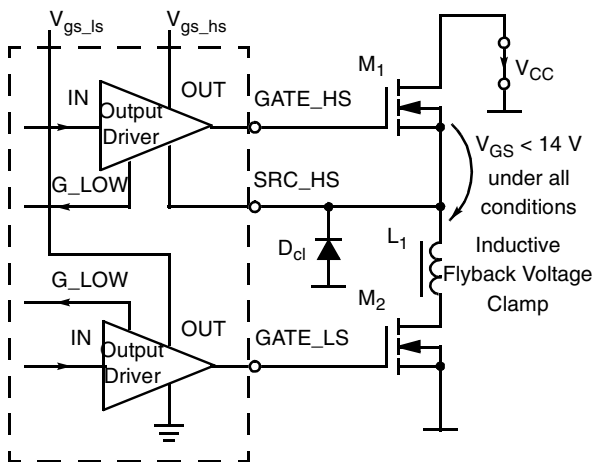 Vgs_ls
Vgs_hs
IN
OUT
Output
Driver
GATE_HS
M1
VCC
VGS < 14 V
under all
conditions
G_LOW
SRC_HS
Dcl
L1
Inductive
Flyback Voltage
Clamp
G_LOW
M2
IN
OUT
Output
Driver
GATE_LS